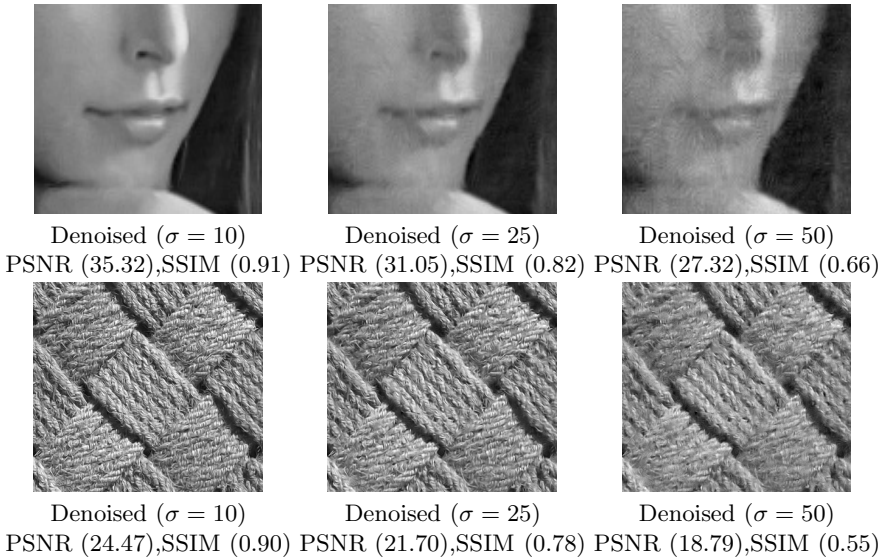 Denoised (σ = 10) Denoised (σ = 25) Denoised (σ = 50)
PSNR (35.32),SSIM (0.91) PSNR (31.05),SSIM (0.82) PSNR (27.32),SSIM (0.66)
Denoised (σ = 10) Denoised (σ = 25) Denoised (σ = 50)
PSNR (24.47),SSIM (0.90) PSNR (21.70),SSIM (0.78) PSNR (18.79),SSIM (0.55)